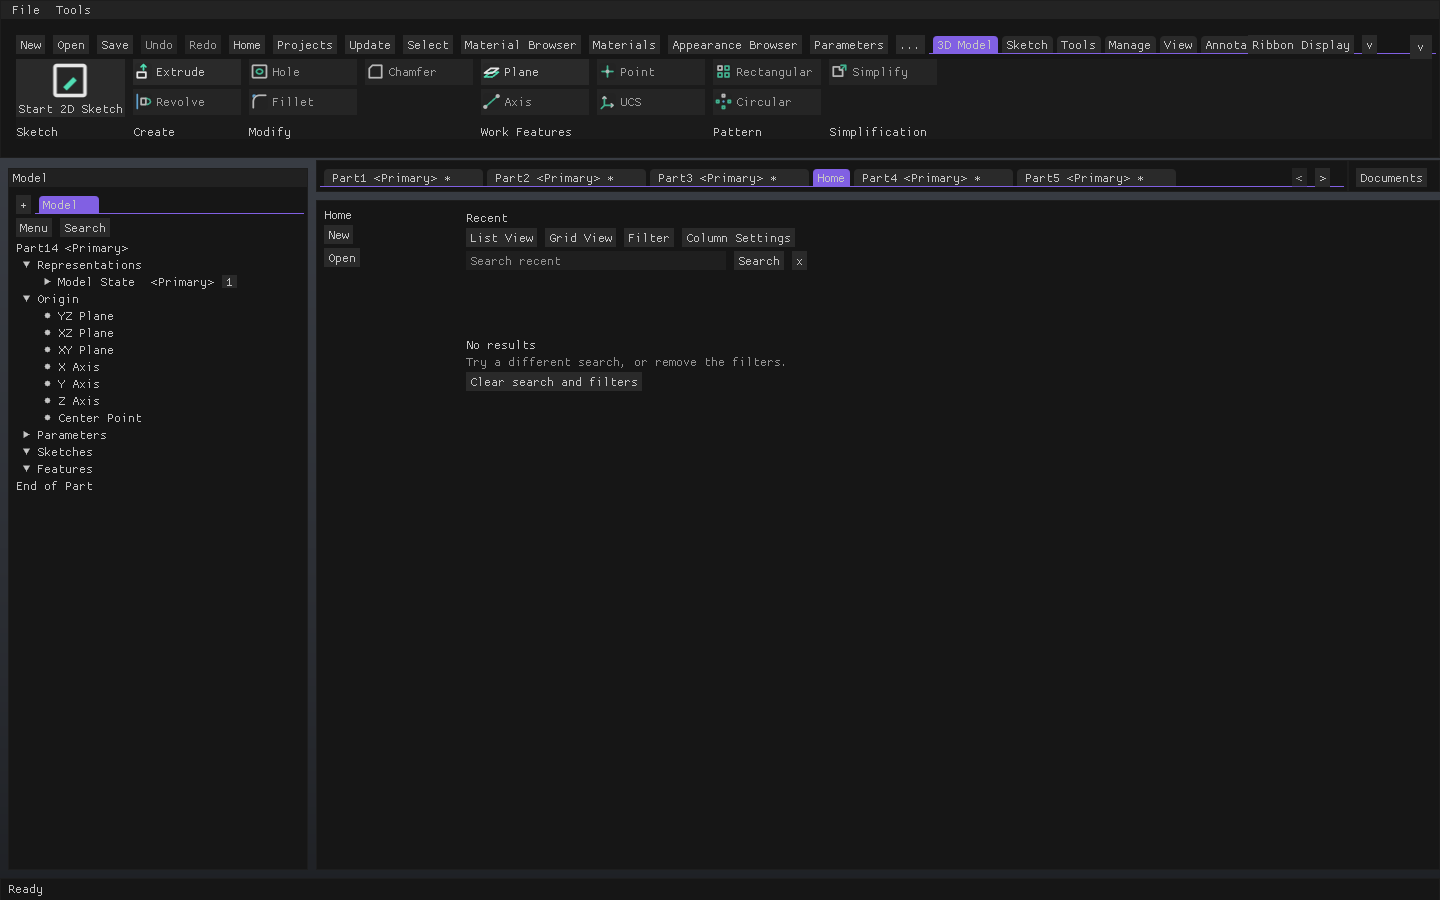 File Tools
New Open Save Undo Redo Home Projects Update Select Material Browser Materials Appearance Browser Parameters ... 3D Model Sketch Tools Manage View Annota Ribbon Display v v
Extrude Hole Chamfer Plane Point Rectangular Simplify
Revolve Fillet Axis UCS Circular
Start 2D Sketch
Sketch Create Modify Work Features Pattern Simplification
Model
+ Model
Menu Search
Part14 <Primary>
Representations
Model State <Primary> 1
Origin
YZ Plane
XZ Plane
XY Plane
X Axis
Y Axis
Z Axis
Center Point
Parameters
Sketches
Features
End of Part
Part1 <Primary> * Part2 <Primary> * Part3 <Primary> * Home Part4 <Primary> * Part5 <Primary> * < > Documents
Home
New
Open
Recent
List View Grid View Filter Column Settings
Search recent Search x
No results
Try a different search, or remove the filters.
Clear search and filters
Ready